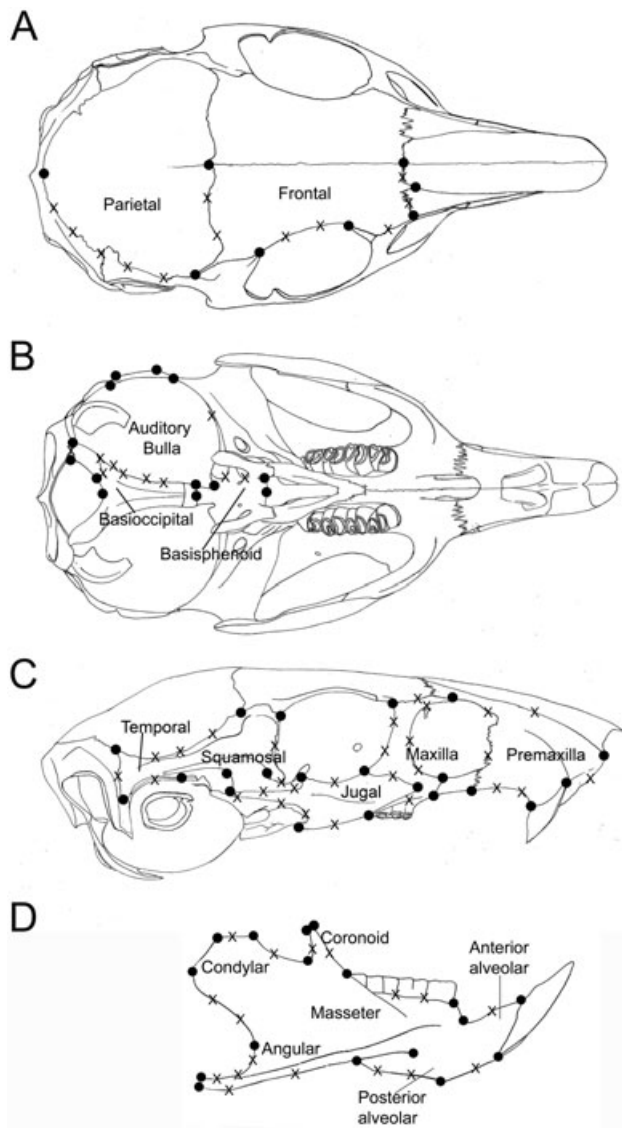 A
Parietal
Frontal
B
Auditory
Bulla
Basioccipital
Basisphenoid
C
Temporal
Squamosal
Maxilla
Premaxilla
Jugal
D
Coronoid
Condylar
Anterior
alveolar
Masseter
Angular
Posterior
alveolar